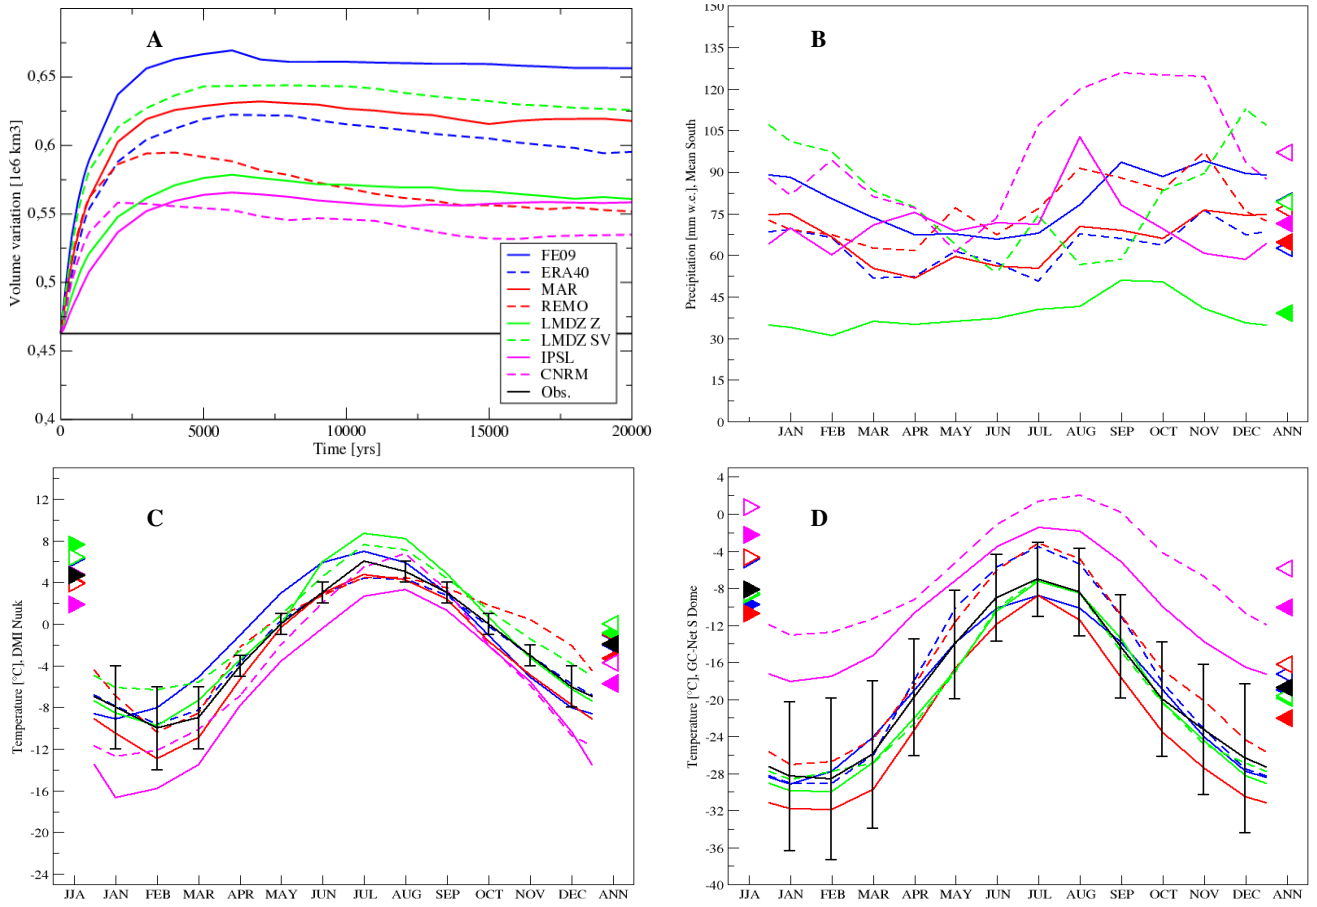 A
Volume variation [1e6 km3]
0,65
0,6
0,55
0,5
0,45
0,4
0
5000
10000
15000
20000
Time [yrs]
FE09
ERA40
MAR
REMO
LMDZ Z
LMDZ SV
IPSL
CNRM
Obs.
B
Precipitation [mm w.e.], Mean South
150
135
120
105
90
75
60
45
30
15
0
JAN FEB MAR APR MAY JUN JUL AUG SEP OCT NOV DEC ANN
C
Temperature [°C], DMI Nuuk
12
8
4
0
-4
-8
-12
-16
-20
-24
JJA JAN FEB MAR APR MAY JUN JUL AUG SEP OCT NOV DEC ANN
D
Temperature [°C], GC-Net S Dome
4
0
-4
-8
-12
-16
-20
-24
-28
-32
-36
-40
JJA JAN FEB MAR APR MAY JUN JUL AUG SEP OCT NOV DEC ANN